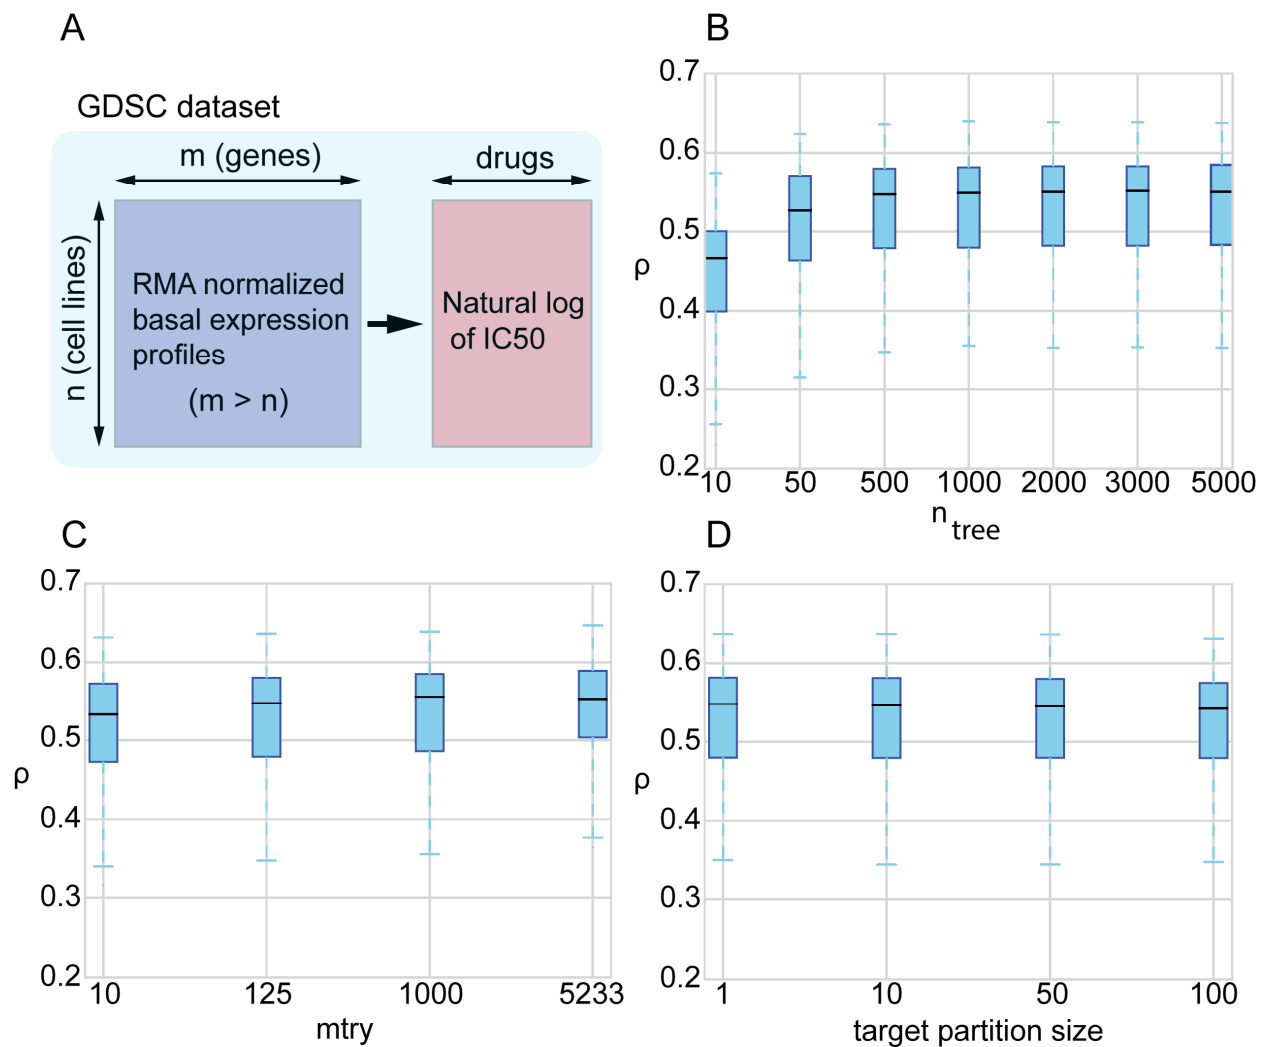 A
GDSC dataset
m (genes)
drugs
n (cell lines)
RMA normalized
basal expression
profiles
(m > n)
Natural log
of IC50
B
0.7
0.6
0.5
0.4
0.3
0.2
ρ
10 50 500 1000 2000 3000 5000
n tree
C
0.7
0.6
0.5
0.4
0.3
0.2
ρ
10 125 1000 5233
mtry
D
0.7
0.6
0.5
0.4
0.3
0.2
ρ
1 10 50 100
target partition size